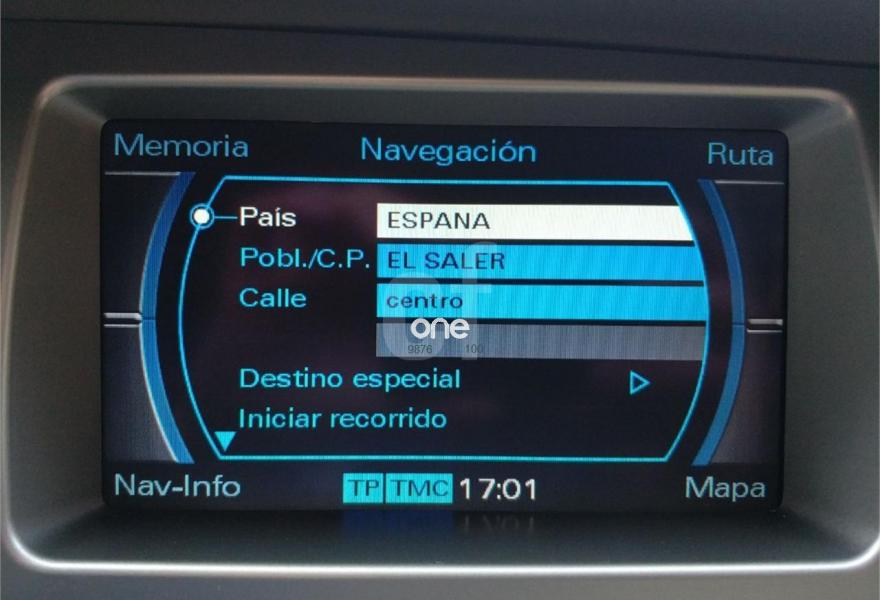 Memoria Navegación Ruta
País ESPANA
Pobl./C.P. EL SALER
Calle centro
one
9876 100
Destino especial
Iniciar recorrido
Nav-Info TP TMC 17:01 Mapa